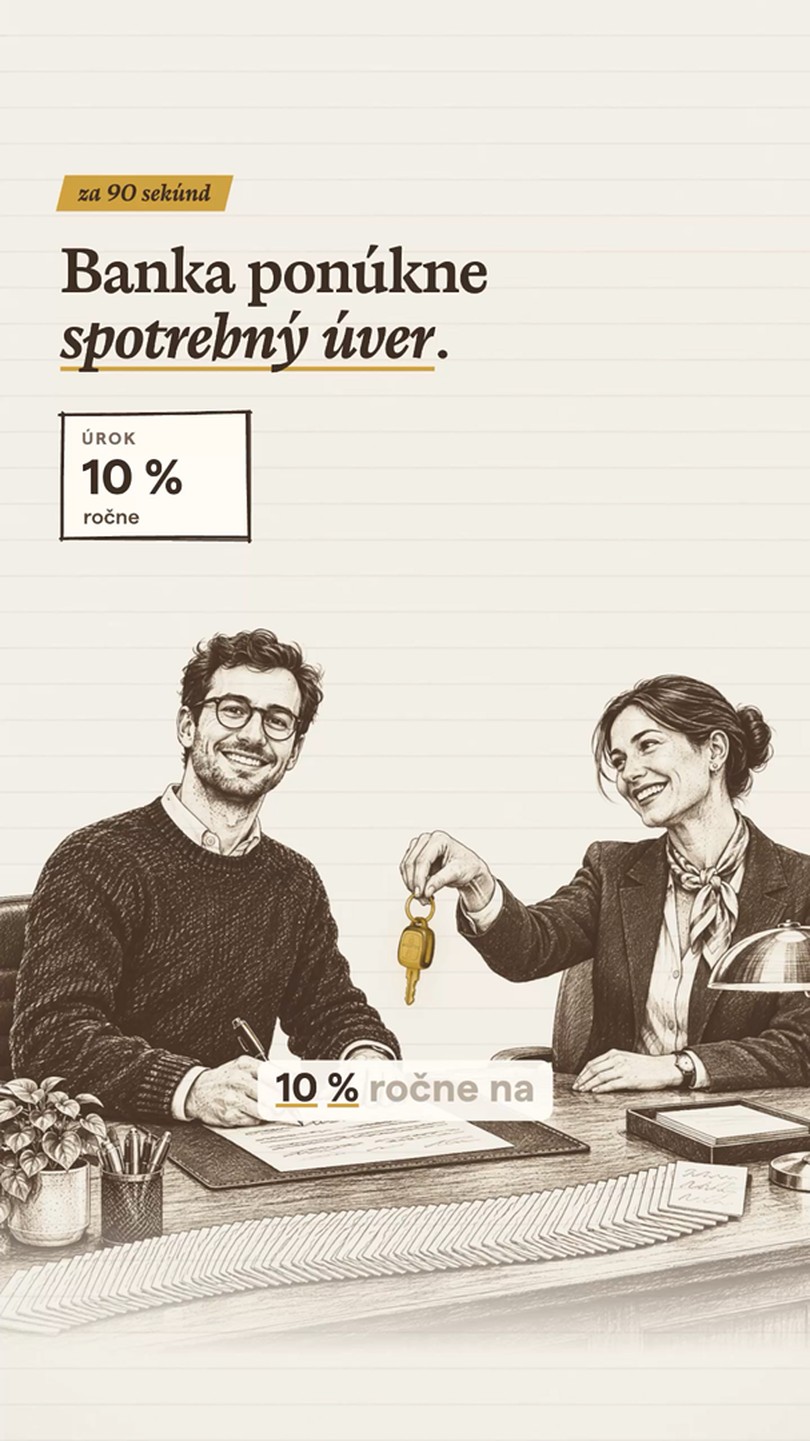 za 90 sekúnd
Banka ponúkne
spotrebný úver.
ÚROK
10 %
ročne
10 % ročne na